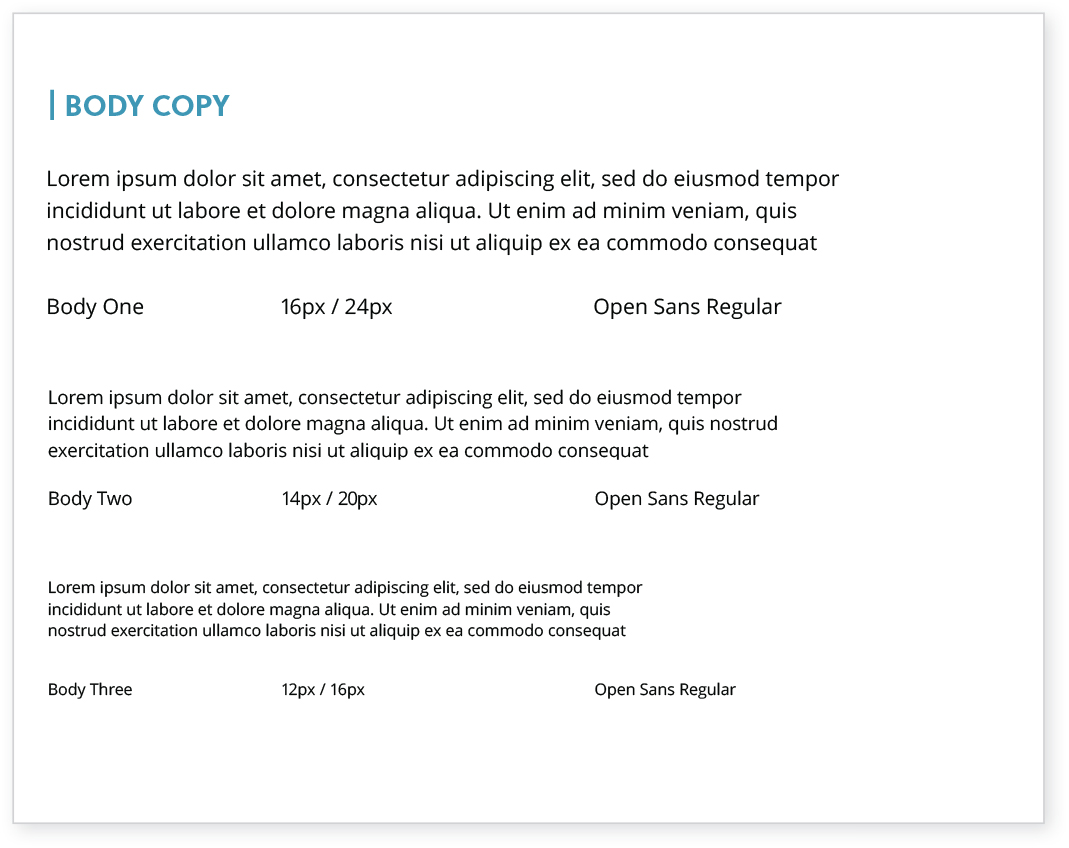 | BODY COPY
Lorem ipsum dolor sit amet, consectetur adipiscing elit, sed do eiusmod tempor
incididunt ut labore et dolore magna aliqua. Ut enim ad minim veniam, quis
nostrud exercitation ullamco laboris nisi ut aliquip ex ea commodo consequat
Body One 16px / 24px Open Sans Regular
Lorem ipsum dolor sit amet, consectetur adipiscing elit, sed do eiusmod tempor
incididunt ut labore et dolore magna aliqua. Ut enim ad minim veniam, quis nostrud
exercitation ullamco laboris nisi ut aliquip ex ea commodo consequat
Body Two 14px / 20px Open Sans Regular
Lorem ipsum dolor sit amet, consectetur adipiscing elit, sed do eiusmod tempor
incididunt ut labore et dolore magna aliqua. Ut enim ad minim veniam, quis
nostrud exercitation ullamco laboris nisi ut aliquip ex ea commodo consequat
Body Three 12px / 16px Open Sans Regular